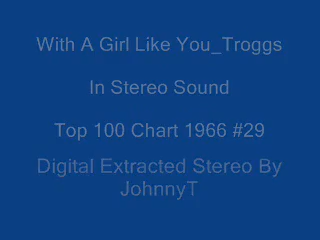 With A Girl Like You_Troggs
In Stereo Sound
Top 100 Chart 1966 #29
Digital Extracted Stereo By
JohnnyT